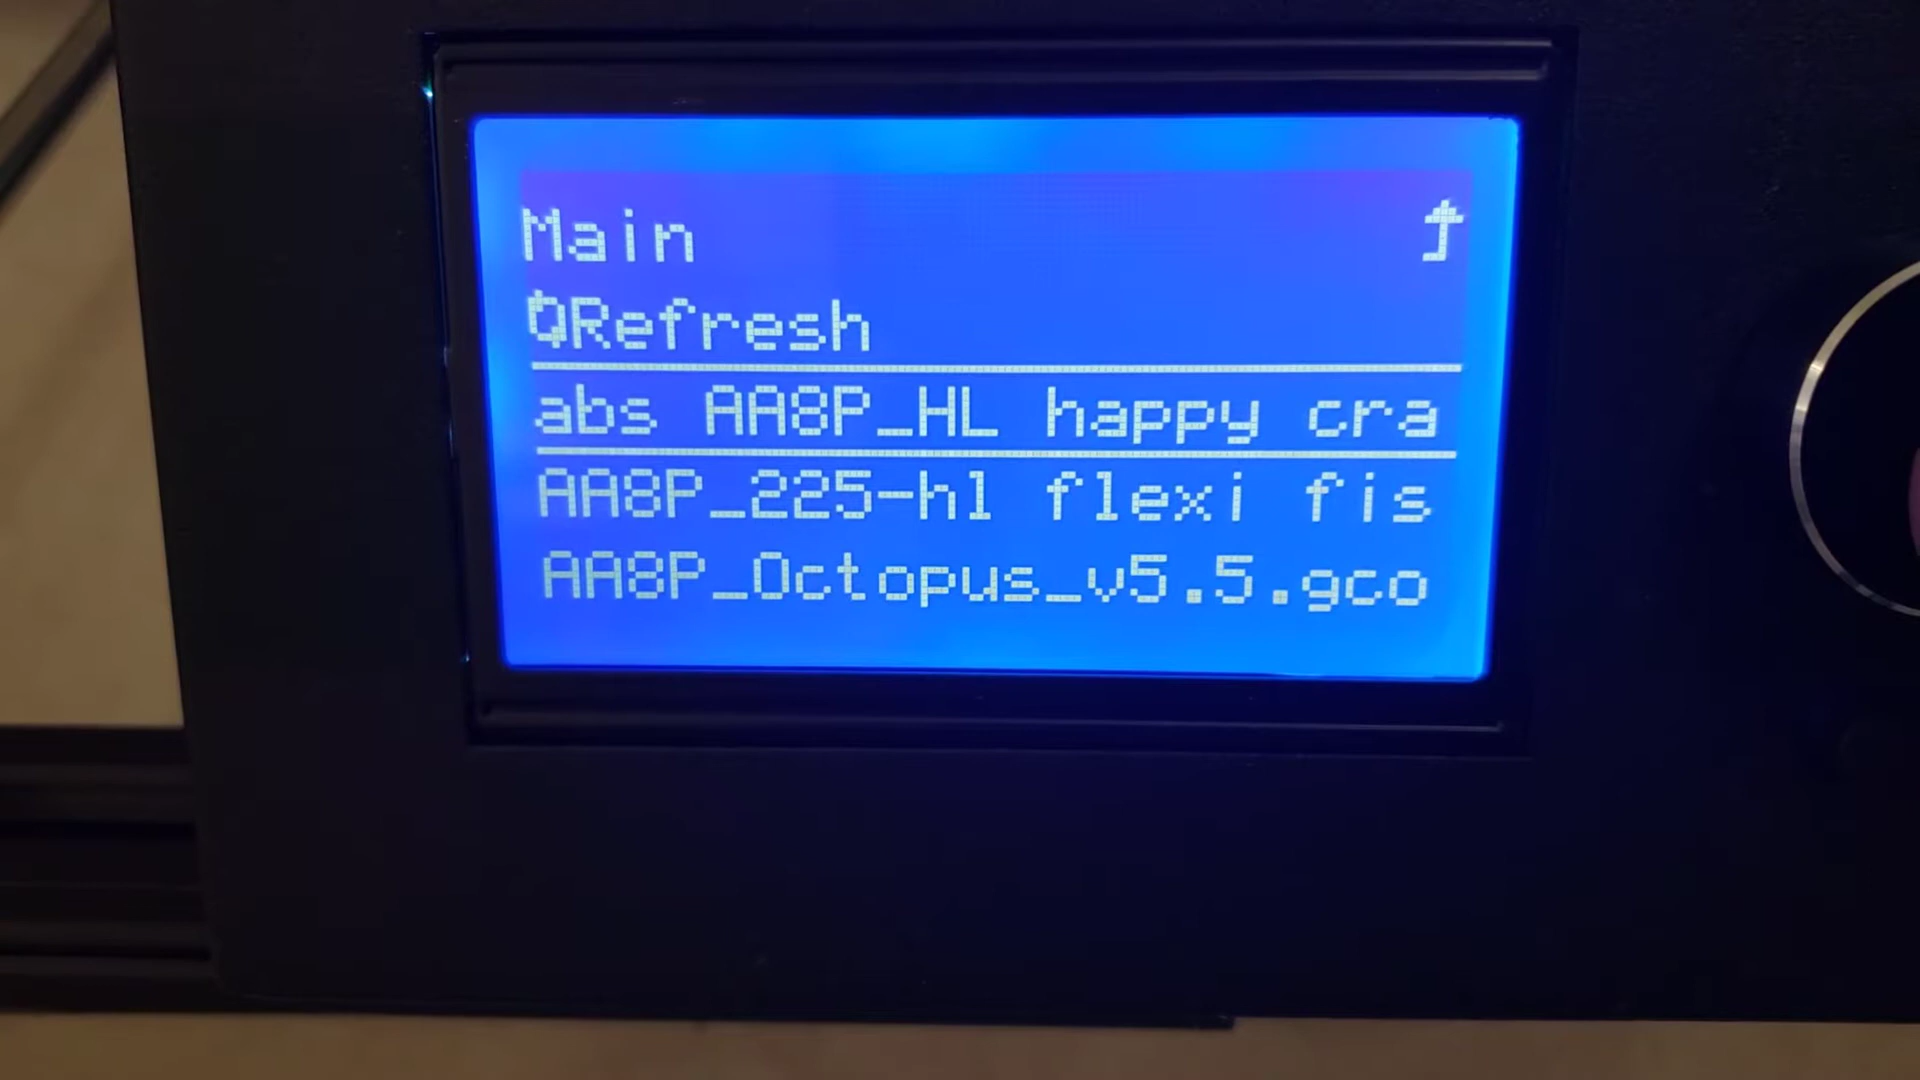 Main
Refresh
abs AA8P_HL happy cra
AA8P_225-hl flexi fis
AA8P_Octopus_v5.5.gco